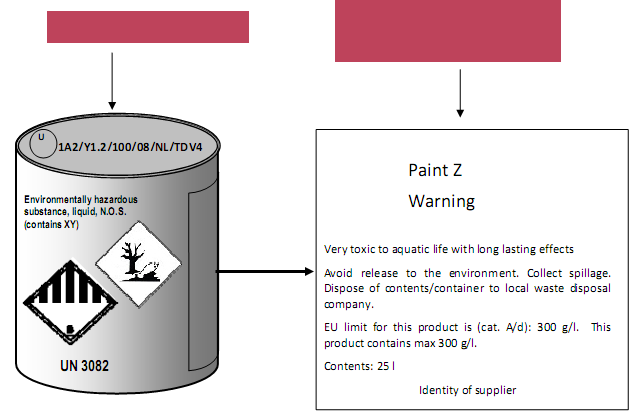 U
1A2/Y1.2/100/08/NL/TD V4
Environmentally hazardous
substance, liquid, N.O.S.
(contains XY)
UN 3082
Paint Z
Warning
Very toxic to aquatic life with long lasting effects
Avoid release to the environment. Collect spillage.
Dispose of contents/container to local waste disposal
company.
EU limit for this product is (cat. A/d): 300 g/l. This
product contains max 300 g/l.
Contents: 25 l
Identity of supplier